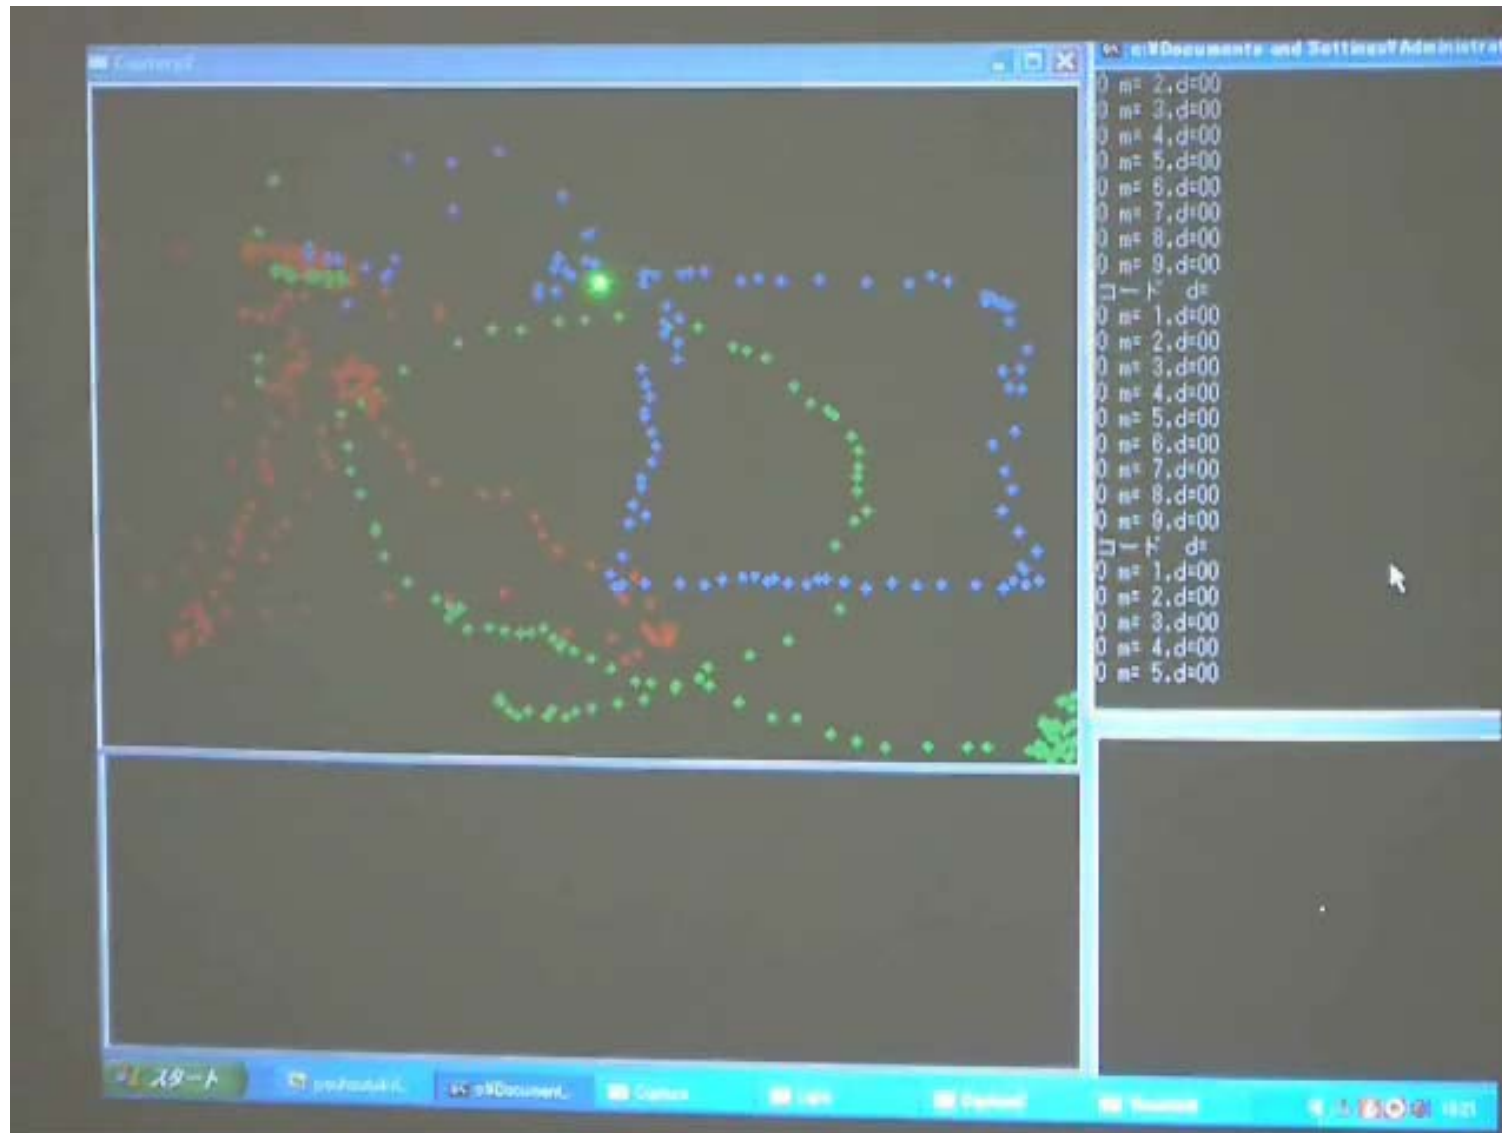 c:¥Documents and Settings¥Administrat
0 m= 2,d=00
0 m= 3,d=00
0 m= 4,d=00
0 m= 5,d=00
0 m= 6,d=00
0 m= 7,d=00
0 m= 8,d=00
0 m= 9,d=00
コード d=
0 m= 1,d=00
0 m= 2,d=00
0 m= 3,d=00
0 m= 4,d=00
0 m= 5,d=00
0 m= 6,d=00
0 m= 7,d=00
0 m= 8,d=00
0 m= 9,d=00
コード d=
0 m= 1,d=00
0 m= 2,d=00
0 m= 3,d=00
0 m= 4,d=00
0 m= 5,d=00
スタート
Capture